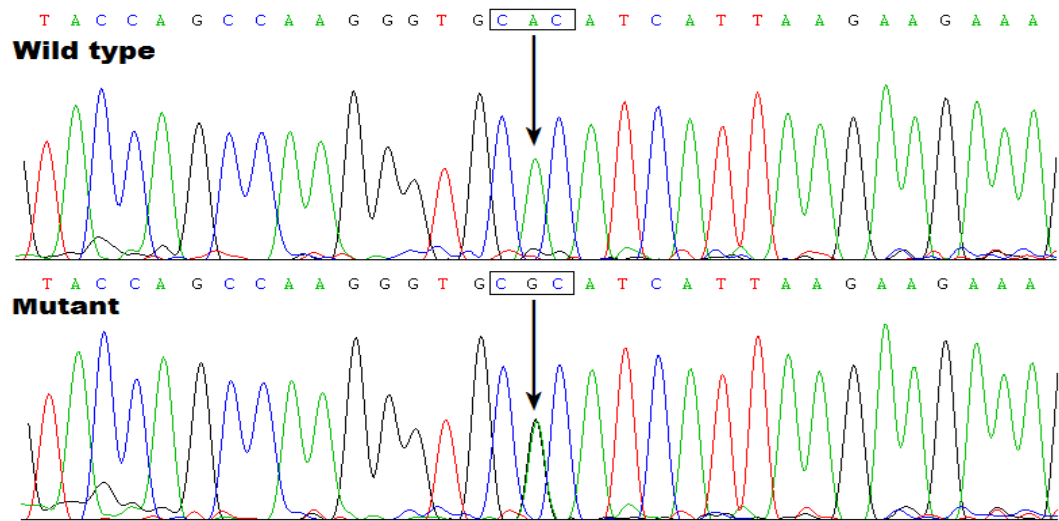 T A C C A G C C A A G G G T G C A C A T C A T T A A G A A G A A A
Wild type
T A C C A G C C A A G G G T G C G C A T C A T T A A G A A G A A A
Mutant